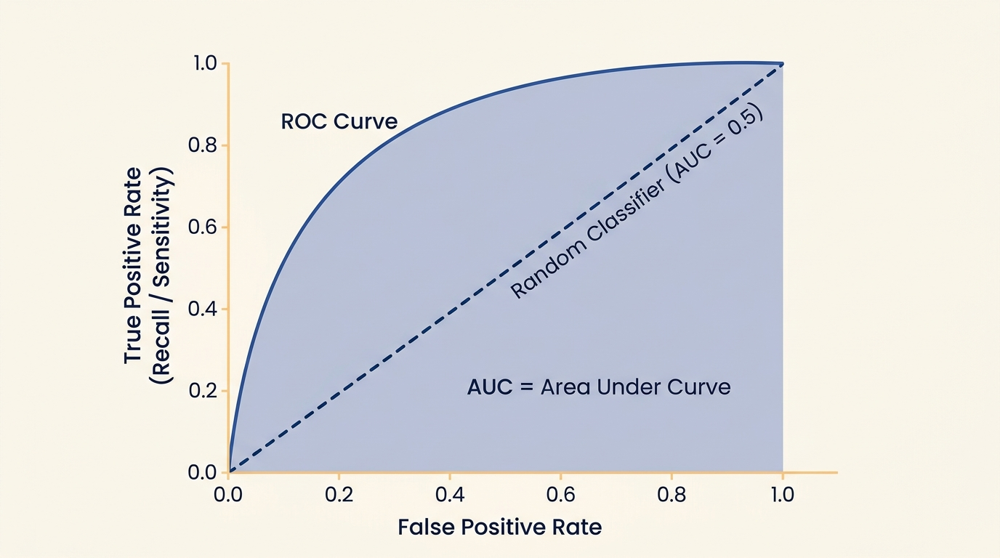 1.0
0.8
0.6
0.4
0.2
0.0
True Positive Rate
(Recall / Sensitivity)
ROC Curve
Random Classifier (AUC = 0.5)
AUC = Area Under Curve
0.0 0.2 0.4 0.6 0.8 1.0
False Positive Rate